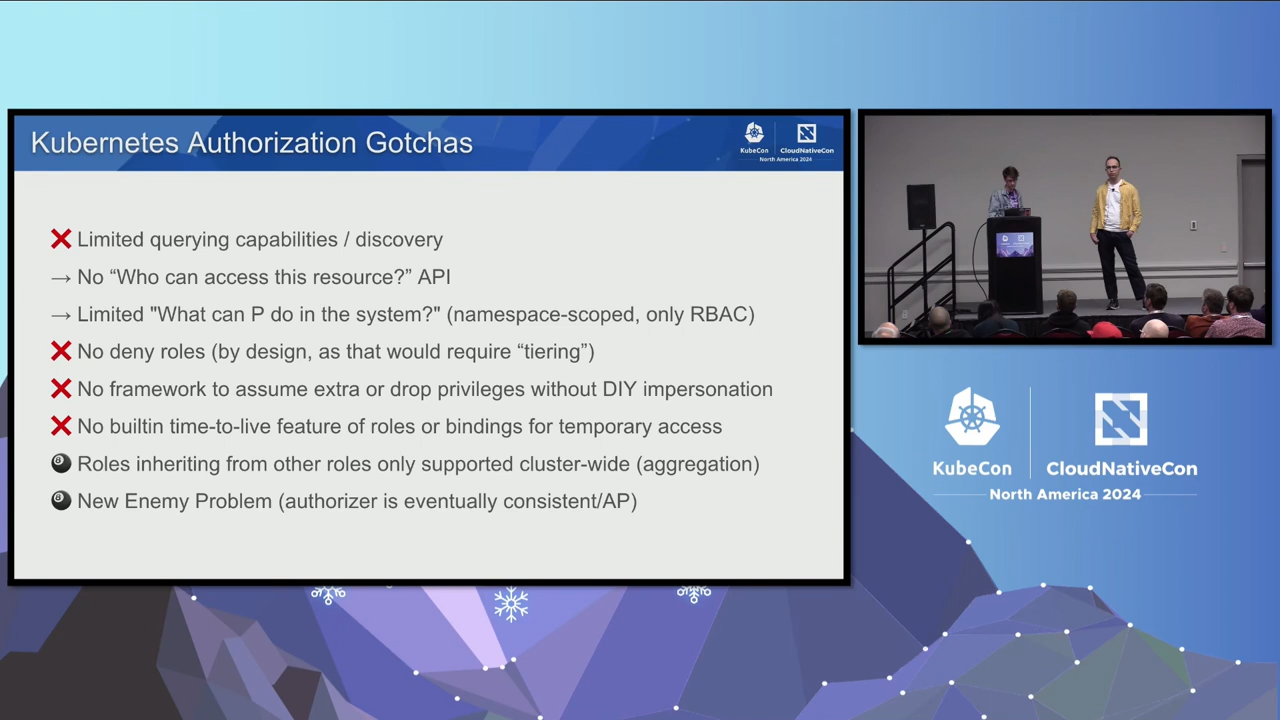 Kubernetes Authorization Gotchas
KubeCon
CloudNativeCon
North America 2024
❌ Limited querying capabilities / discovery
→ No “Who can access this resource?” API
→ Limited "What can P do in the system?" (namespace-scoped, only RBAC)
❌ No deny roles (by design, as that would require “tiering”)
❌ No framework to assume extra or drop privileges without DIY impersonation
❌ No builtin time-to-live feature of roles or bindings for temporary access
🎱 Roles inheriting from other roles only supported cluster-wide (aggregation)
🎱 New Enemy Problem (authorizer is eventually consistent/AP)
KubeCon
CloudNativeCon
North America 2024